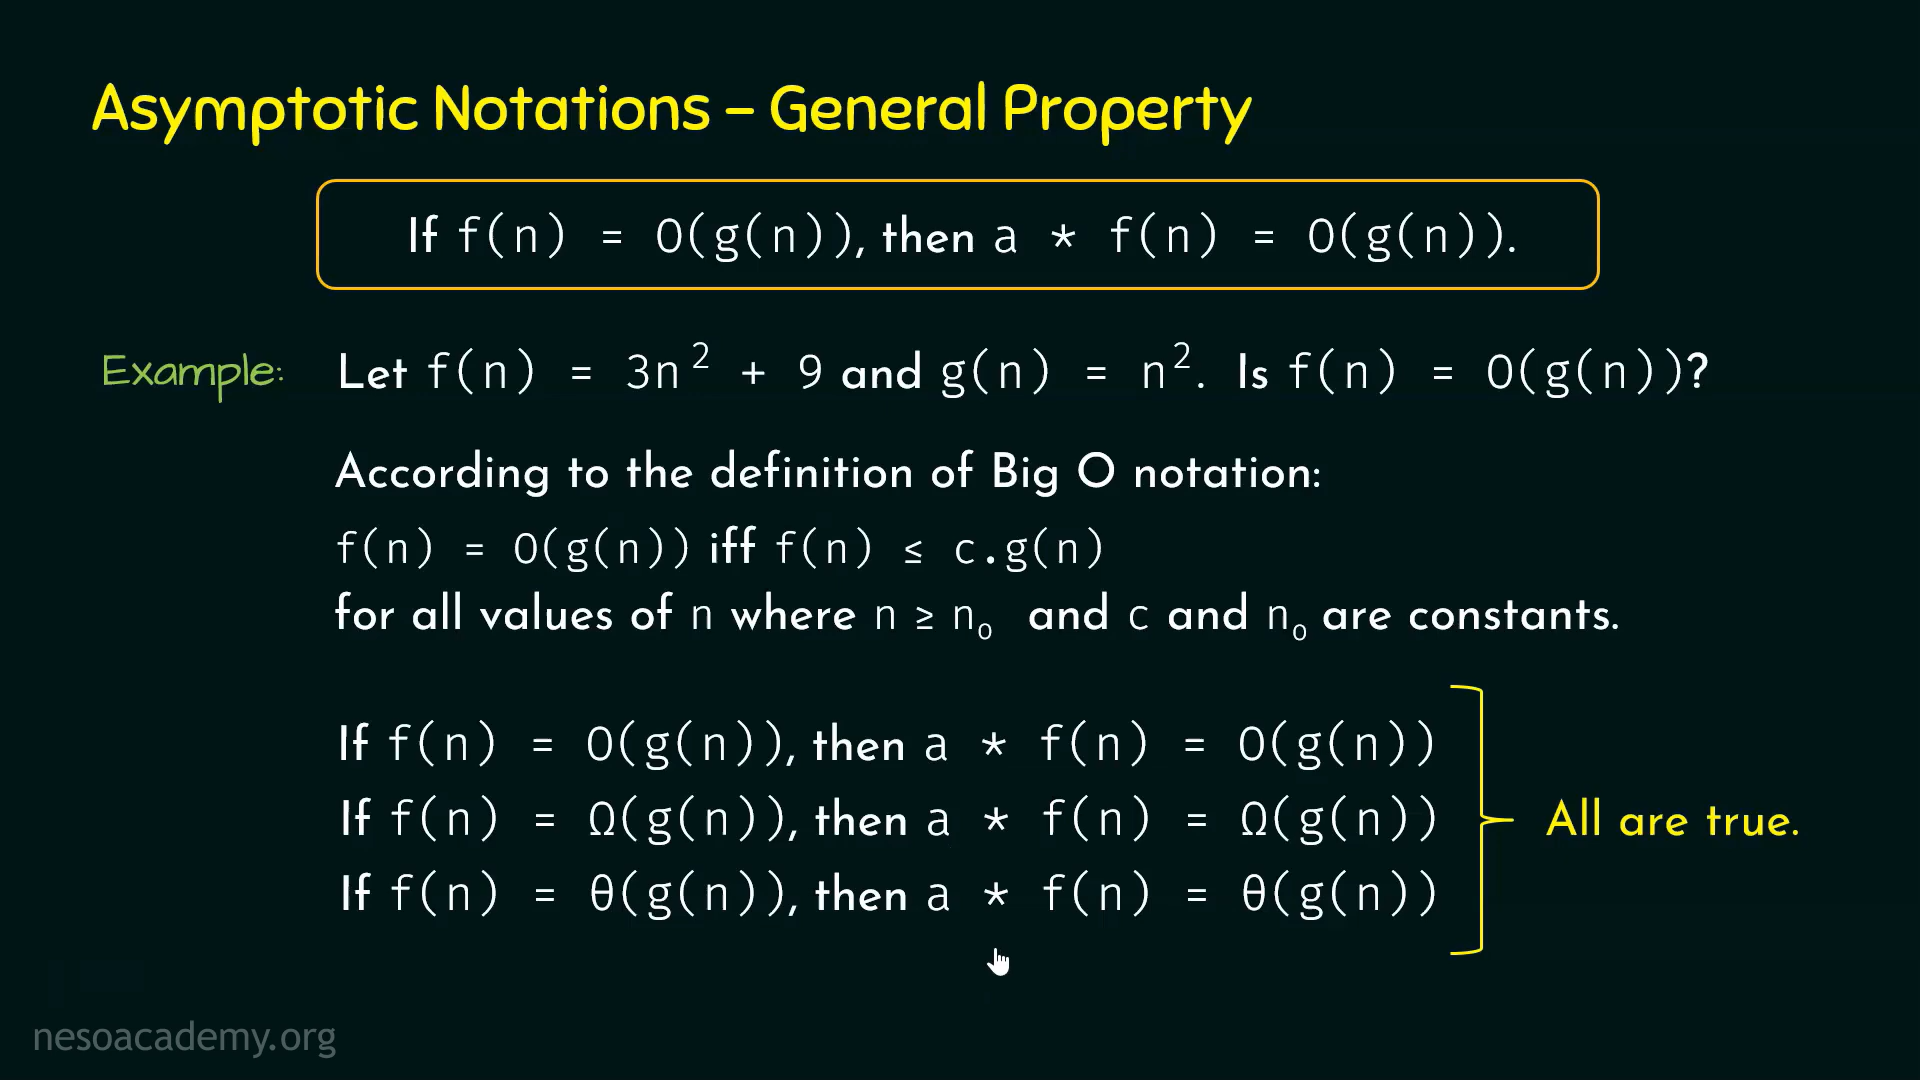 Asymptotic Notations – General Property
If f(n) = O(g(n)), then a * f(n) = O(g(n)).
Example: Let f(n) = 3n² + 9 and g(n) = n². Is f(n) = O(g(n))?
According to the definition of Big O notation:
f(n) = O(g(n)) iff f(n) ≤ c.g(n)
for all values of n where n ≥ n₀ and c and n₀ are constants.
If f(n) = O(g(n)), then a * f(n) = O(g(n))
If f(n) = Ω(g(n)), then a * f(n) = Ω(g(n))
All are true.
If f(n) = θ(g(n)), then a * f(n) = θ(g(n))
nesoacademy.org